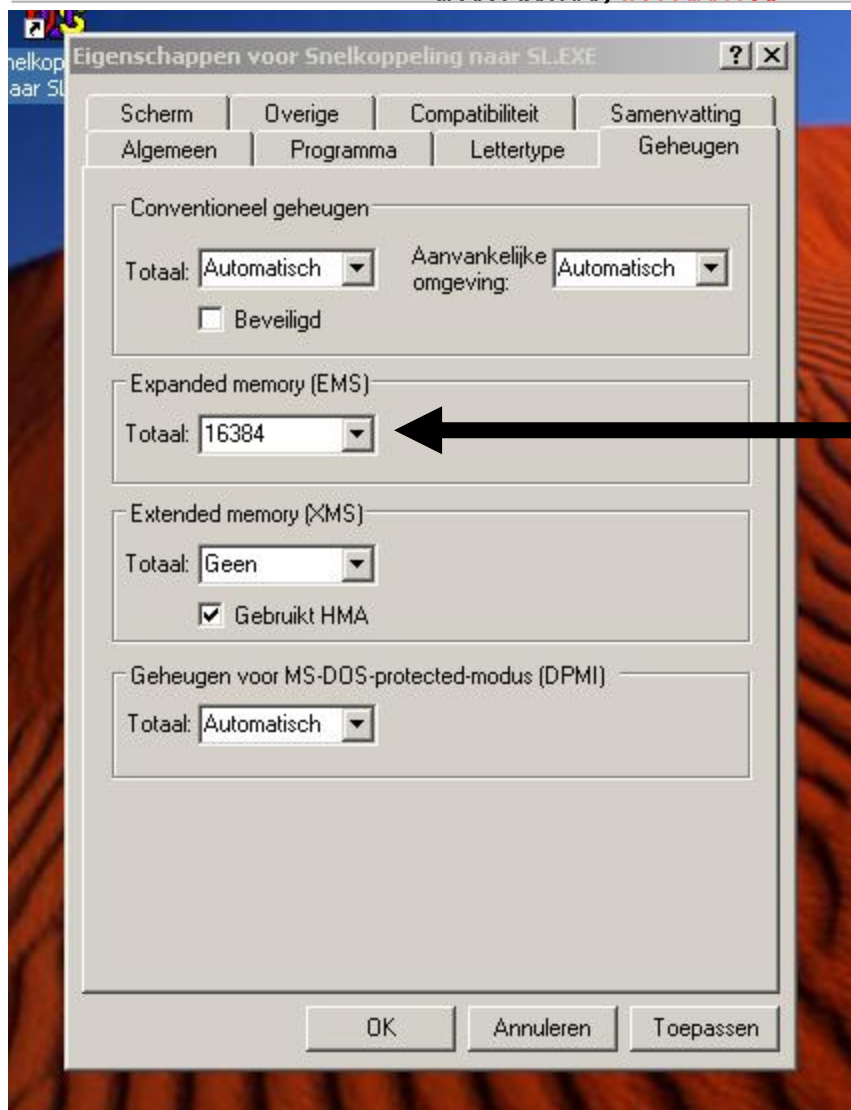 Eigenschappen voor Snelkoppeling naar SL.EXE
Scherm Overige Compatibiliteit Samenvatting
Algemeen Programma Lettertype Geheugen
Conventioneel geheugen
Totaal: Automatisch Aanvankelijke omgeving: Automatisch
Beveiligd
Expanded memory (EMS)
Totaal: 16384
Extended memory (XMS)
Totaal: Geen
Gebruikt HMA
Geheugen voor MS-DOS-protected-modus (DPMI)
Totaal: Automatisch
OK Annuleren Toepassen